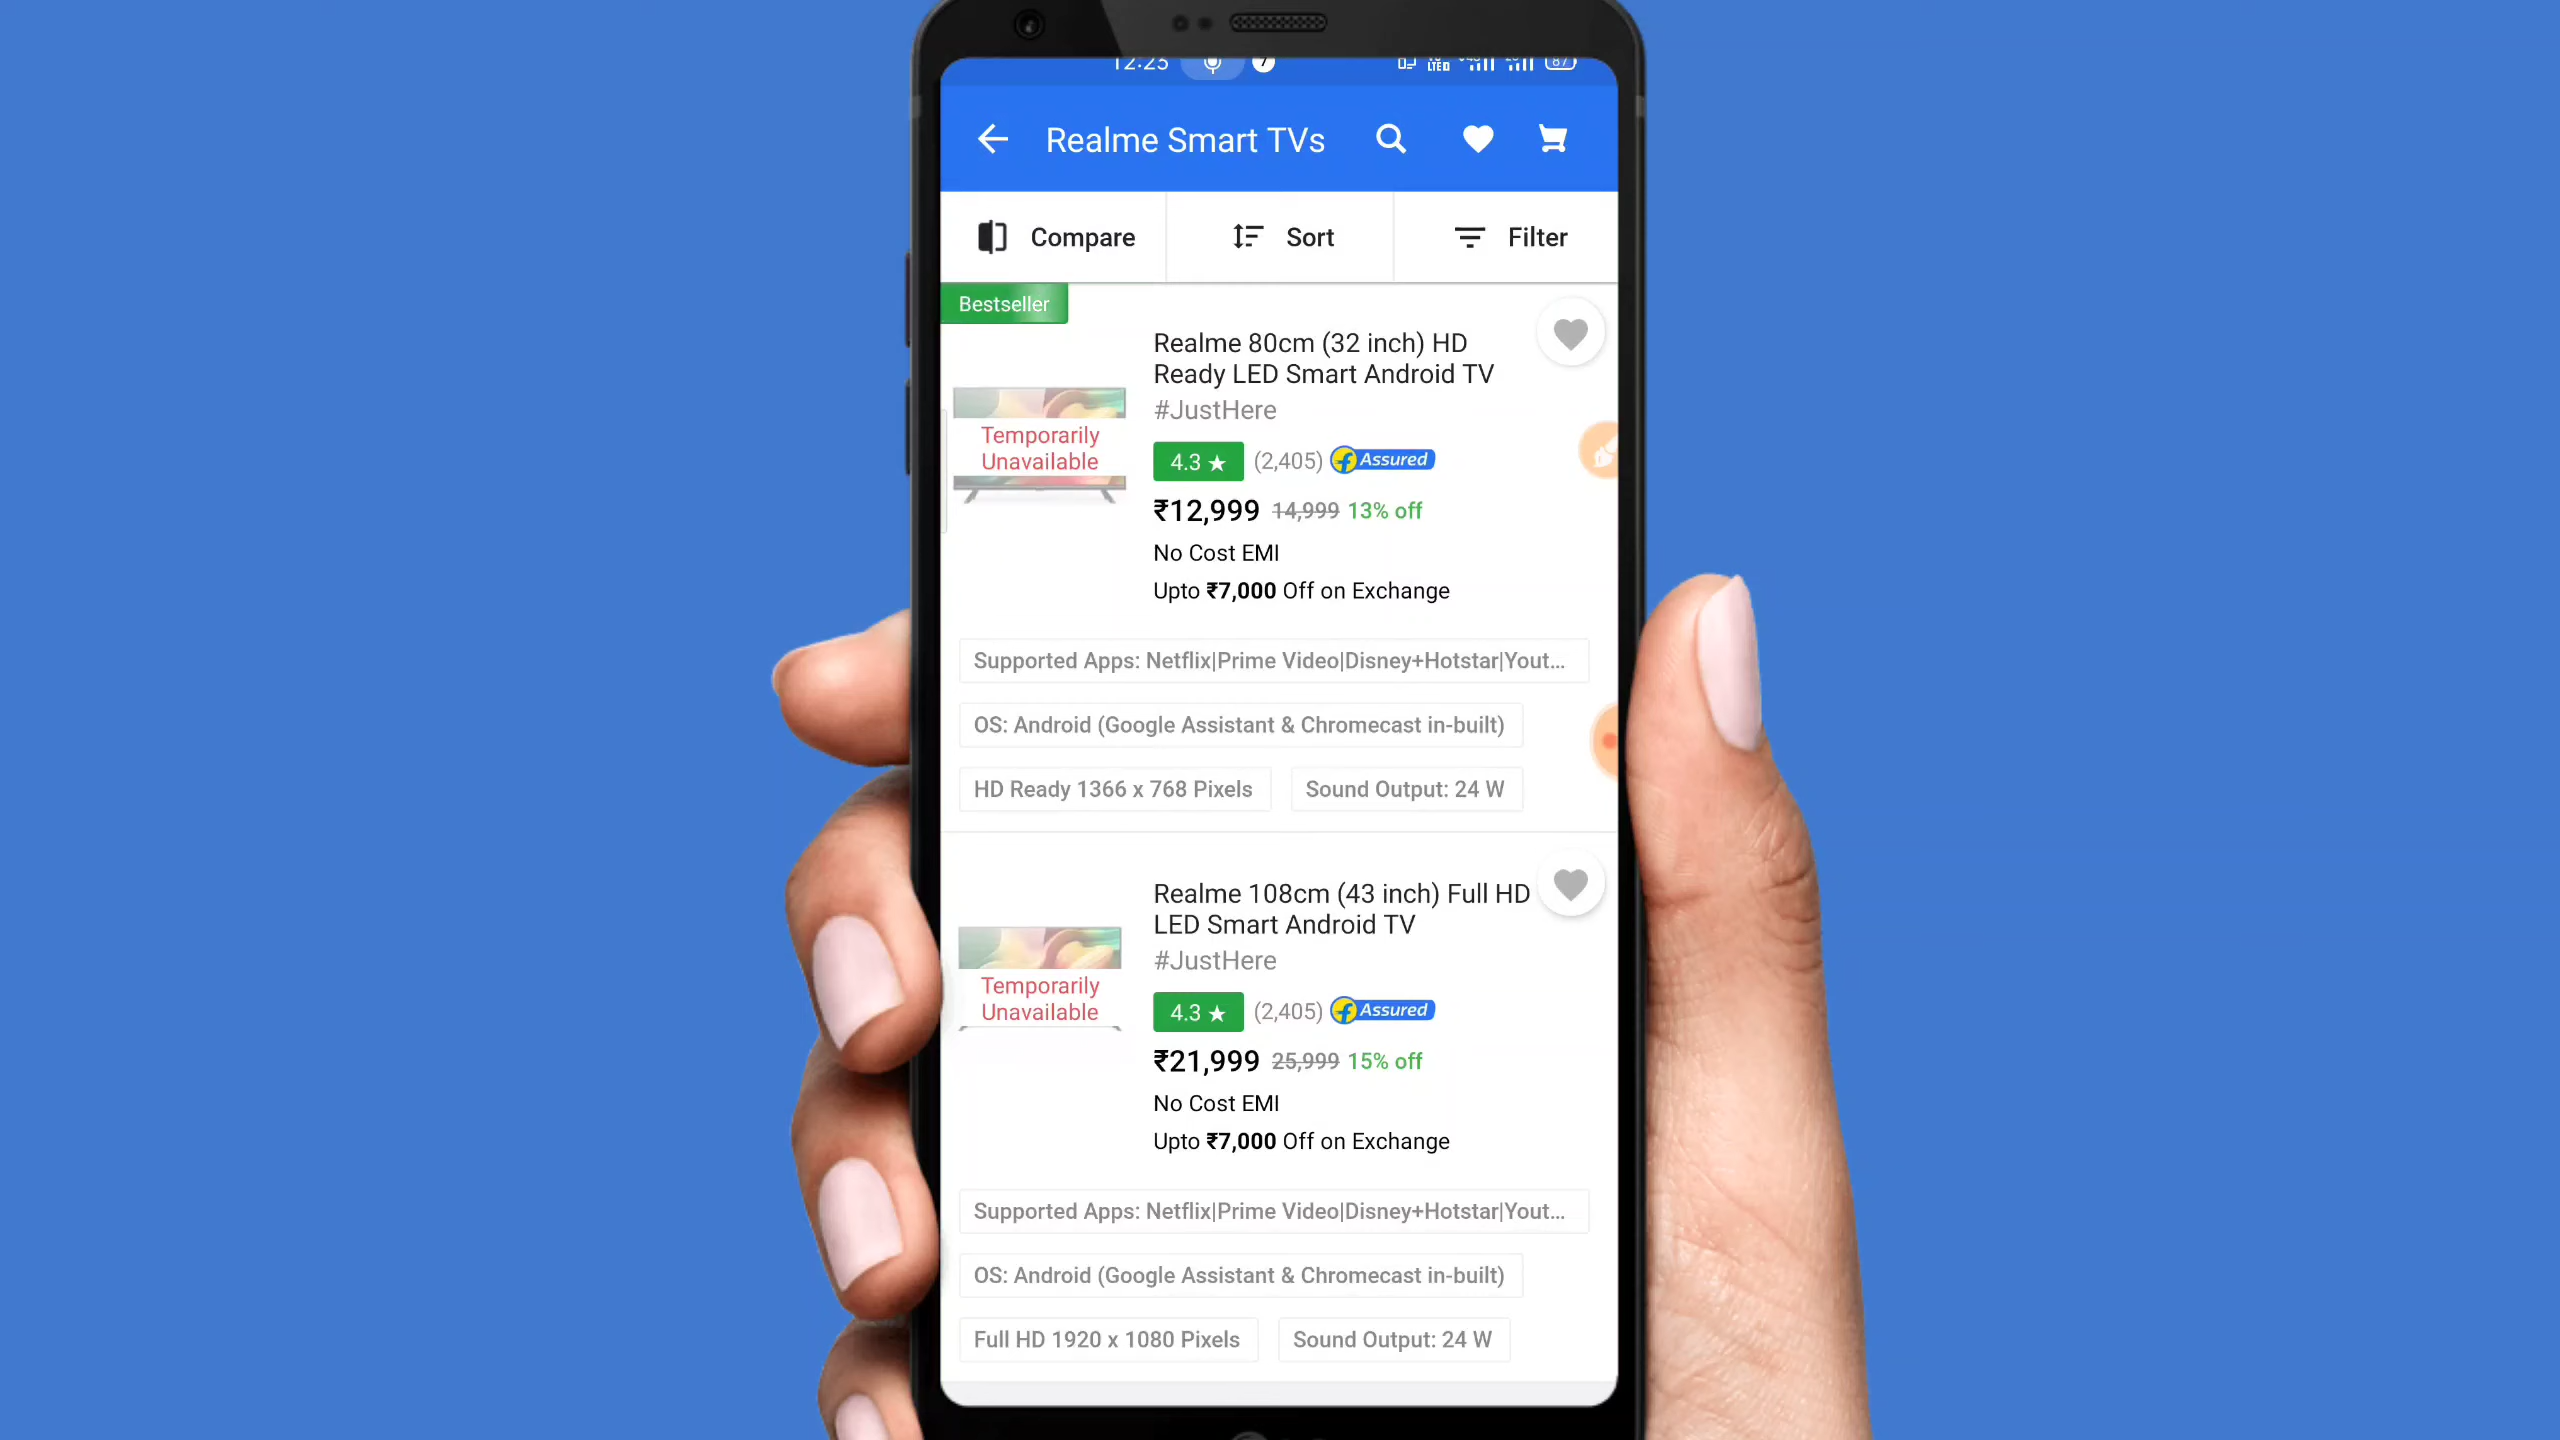 12:23 7 87
Realme Smart TVs
Compare Sort Filter
Bestseller
Realme 80cm (32 inch) HD
Ready LED Smart Android TV
#JustHere
Temporarily
Unavailable
4.3 ★ (2,405) Assured
₹12,999 14,999 13% off
No Cost EMI
Upto ₹7,000 Off on Exchange
Supported Apps: Netflix|Prime Video|Disney+Hotstar|Yout...
OS: Android (Google Assistant & Chromecast in-built)
HD Ready 1366 x 768 Pixels Sound Output: 24 W
Realme 108cm (43 inch) Full HD
LED Smart Android TV
#JustHere
Temporarily
Unavailable
4.3 ★ (2,405) Assured
₹21,999 25,999 15% off
No Cost EMI
Upto ₹7,000 Off on Exchange
Supported Apps: Netflix|Prime Video|Disney+Hotstar|Yout...
OS: Android (Google Assistant & Chromecast in-built)
Full HD 1920 x 1080 Pixels Sound Output: 24 W